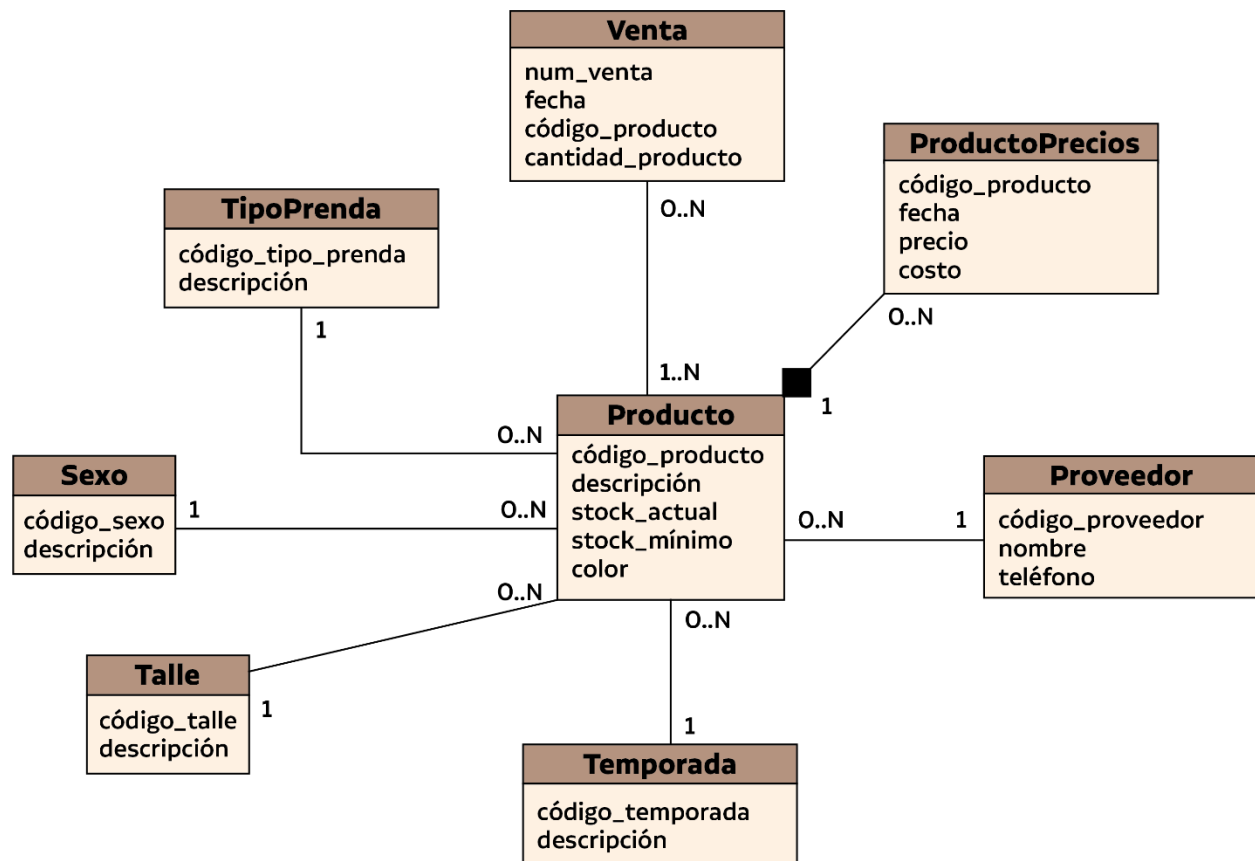 Venta
num_venta
fecha
código_producto
cantidad_producto
ProductoPrecios
código_producto
fecha
precio
costo
TipoPrenda
código_tipo_prenda
descripción
0..N
0..N
1
1..N
1
Producto
código_producto
descripción
stock_actual
stock_mínimo
color
0..N
Sexo
código_sexo
descripción
1
0..N
Proveedor
código_proveedor
nombre
teléfono
0..N
1
0..N
0..N
Talle
código_talle
descripción
1
1
Temporada
código_temporada
descripción